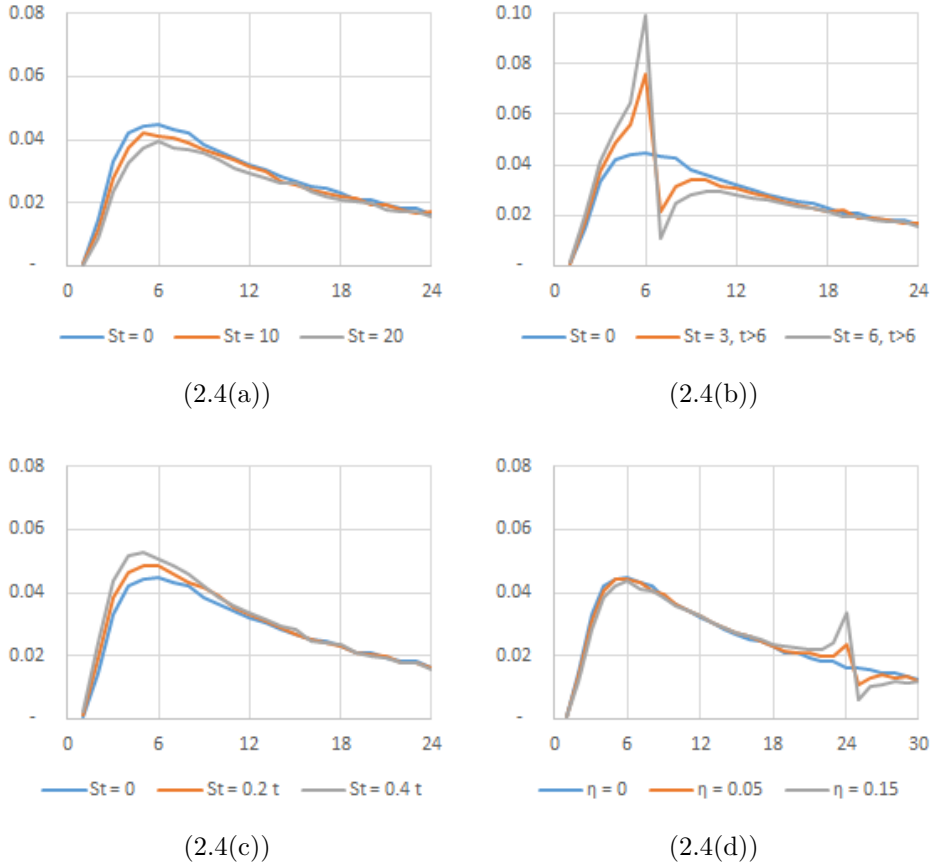 0.08
0.06
0.04
0.02
-
0 6 12 18 24
St = 0 St = 10 St = 20
(2.4(a))
0.10
0.08
0.06
0.04
0.02
-
0 6 12 18 24
St = 0 St = 3, t>6 St = 6, t>6
(2.4(b))
0.08
0.06
0.04
0.02
-
0 6 12 18 24
St = 0 St = 0.2 t St = 0.4 t
(2.4(c))
0.08
0.06
0.04
0.02
-
0 6 12 18 24 30
η = 0 η = 0.05 η = 0.15
(2.4(d))